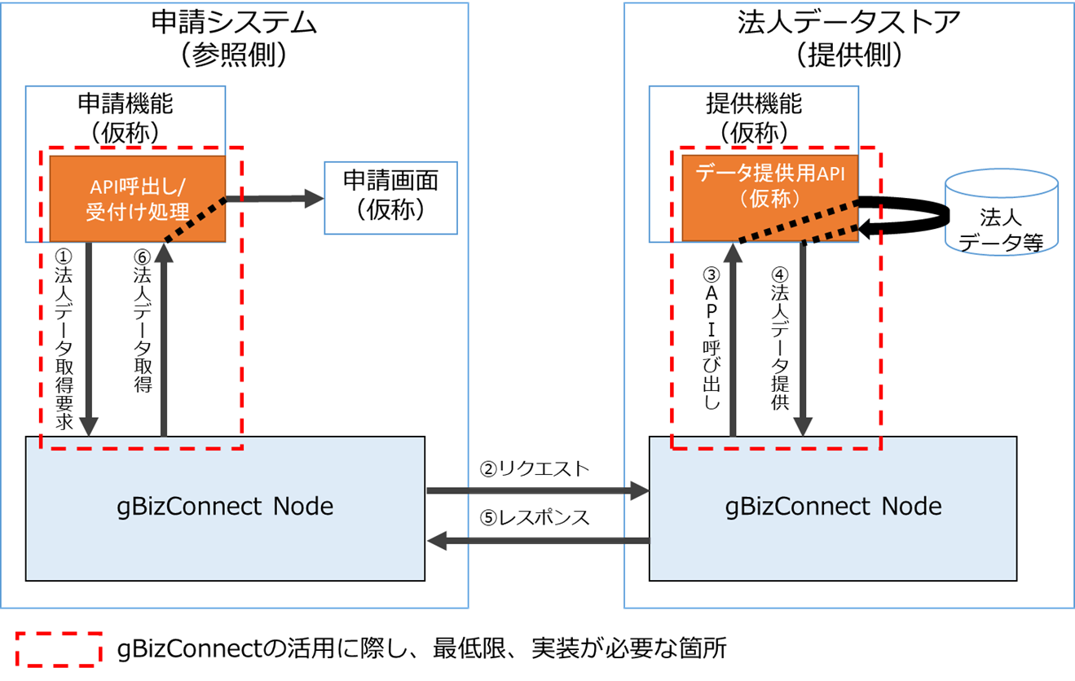 申請システム
（参照側）
申請機能
（仮称）
API呼出し/
受付け処理
申請画面
（仮称）
①法人データ取得要求
⑥法人データ取得
gBizConnect Node
②リクエスト
⑤レスポンス
法人データストア
（提供側）
提供機能
（仮称）
データ提供用API
（仮称）
法人
データ等
③API呼び出し
④法人データ提供
gBizConnect Node
gBizConnectの活用に際し、最低限、実装が必要な箇所